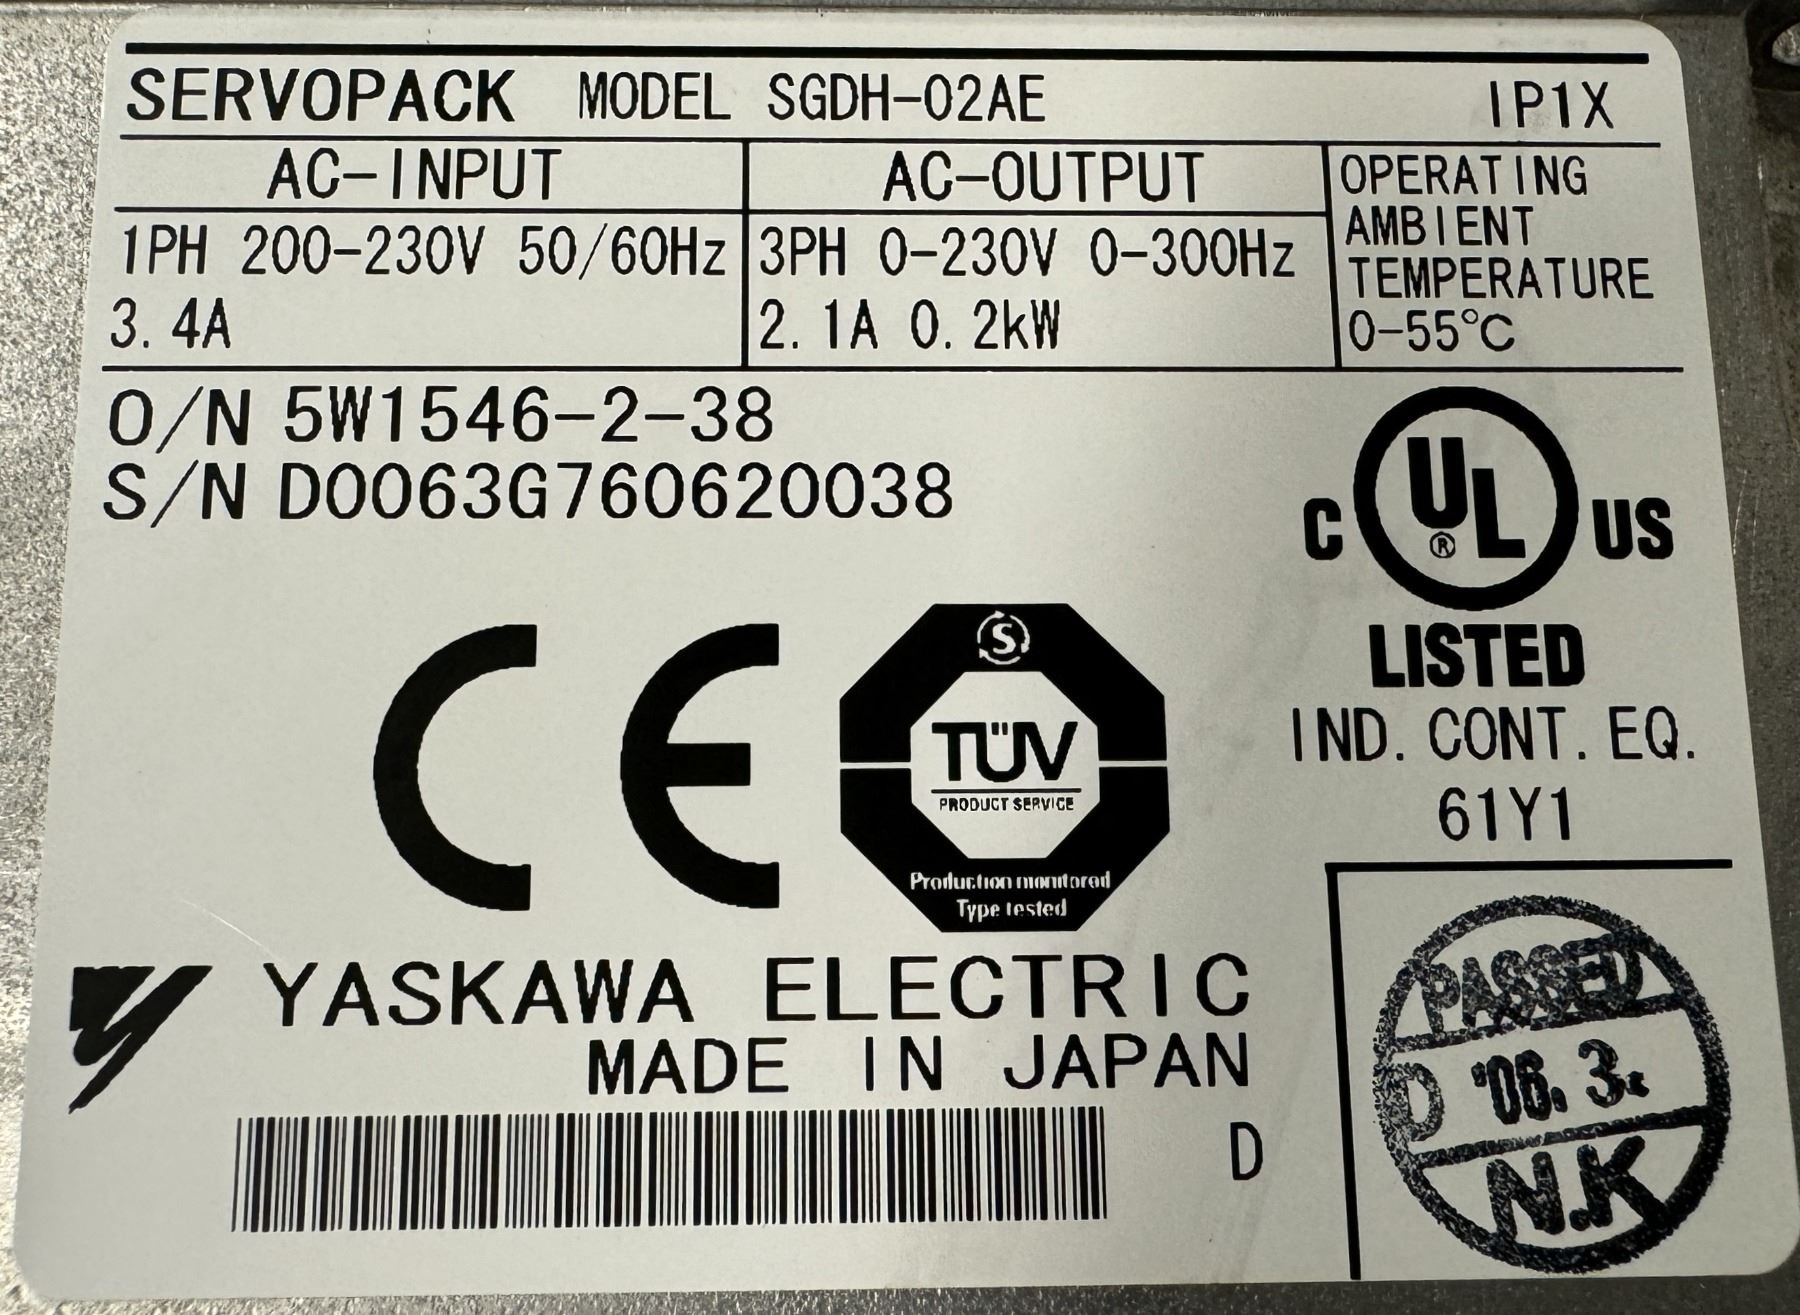 SERVOPACK MODEL SGDH-02AE IP1X
AC-INPUT
1PH 200-230V 50/60Hz
3.4A
AC-OUTPUT
3PH 0-230V 0-300Hz
2.1A 0.2kW
OPERATING
AMBIENT
TEMPERATURE
0-55°C
O/N 5W1546-2-38
S/N D0063G760620038
C UL ® US
LISTED
IND. CONT. EQ.
61Y1
CE
S
TÜV
PRODUCT SERVICE
Production monitored
Type tested
YASKAWA ELECTRIC
MADE IN JAPAN
D
PASSED
D '06. 3.
N.K